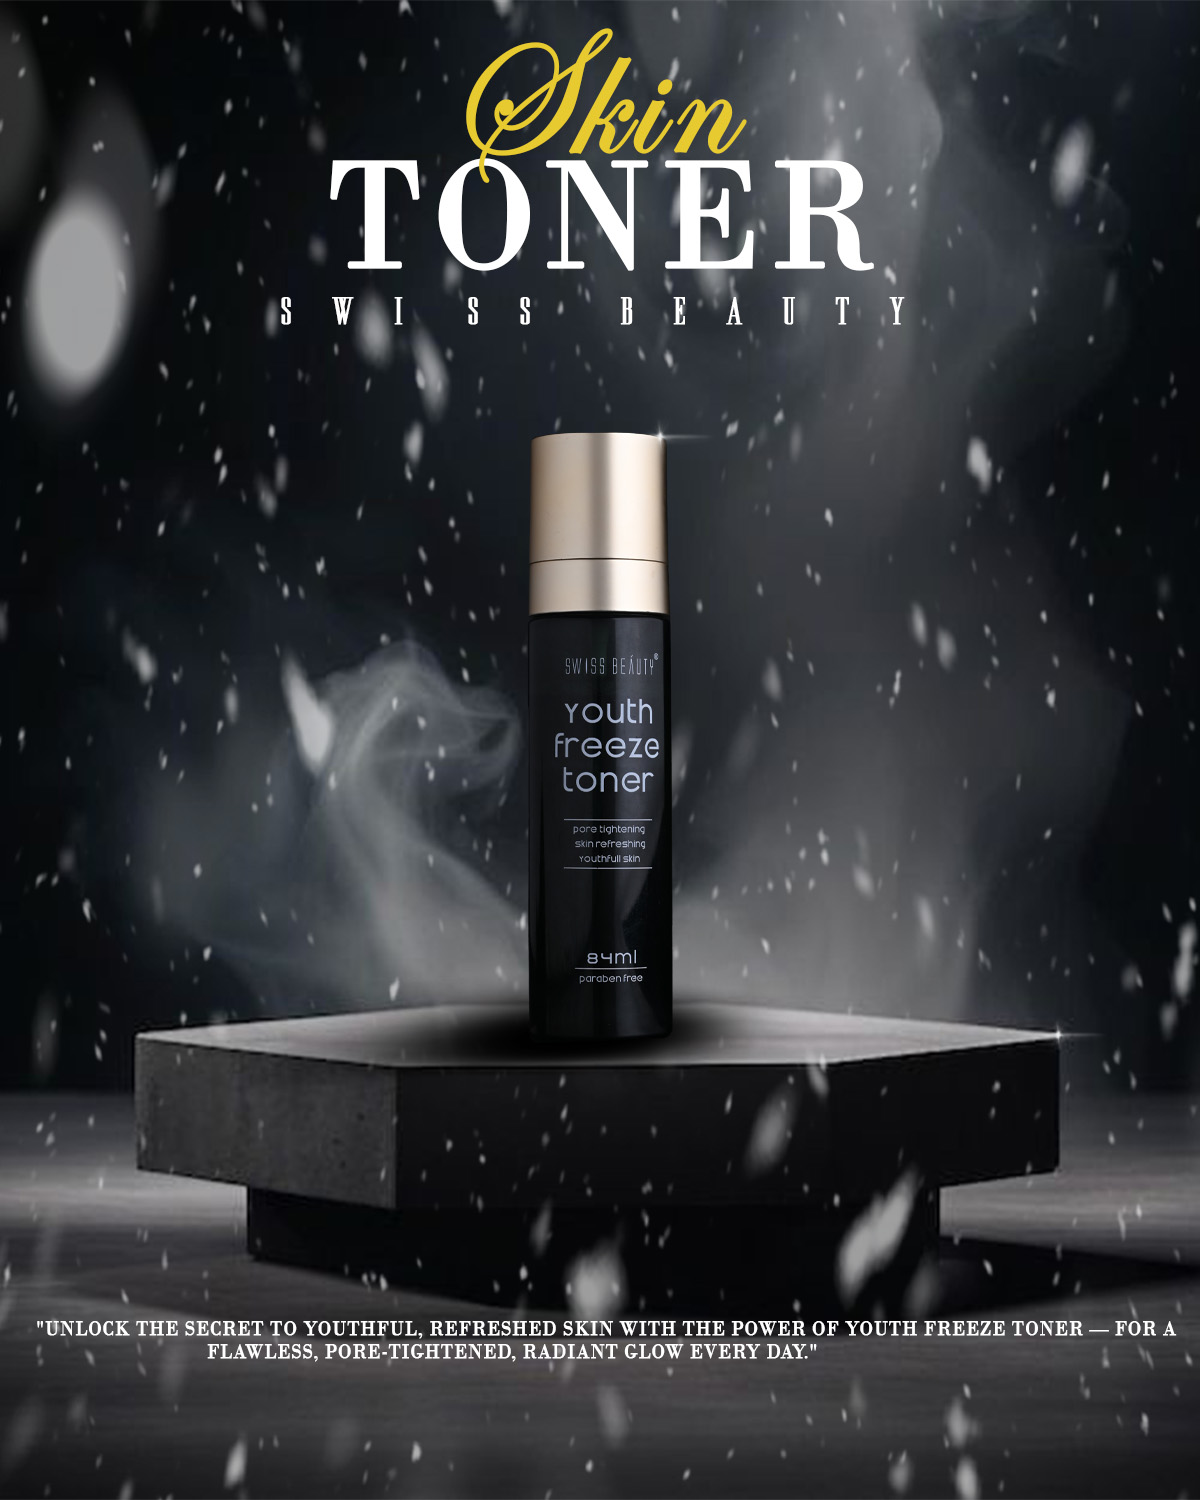 Skin
TONER
SWISS BEAUTY
SWISS BEAUTY®
youth
freeze
toner
pore tightening
skin refreshing
youthfull skin
84ml
paraben free
"UNLOCK THE SECRET TO YOUTHFUL, REFRESHED SKIN WITH THE POWER OF YOUTH FREEZE TONER — FOR A
FLAWLESS, PORE-TIGHTENED, RADIANT GLOW EVERY DAY."